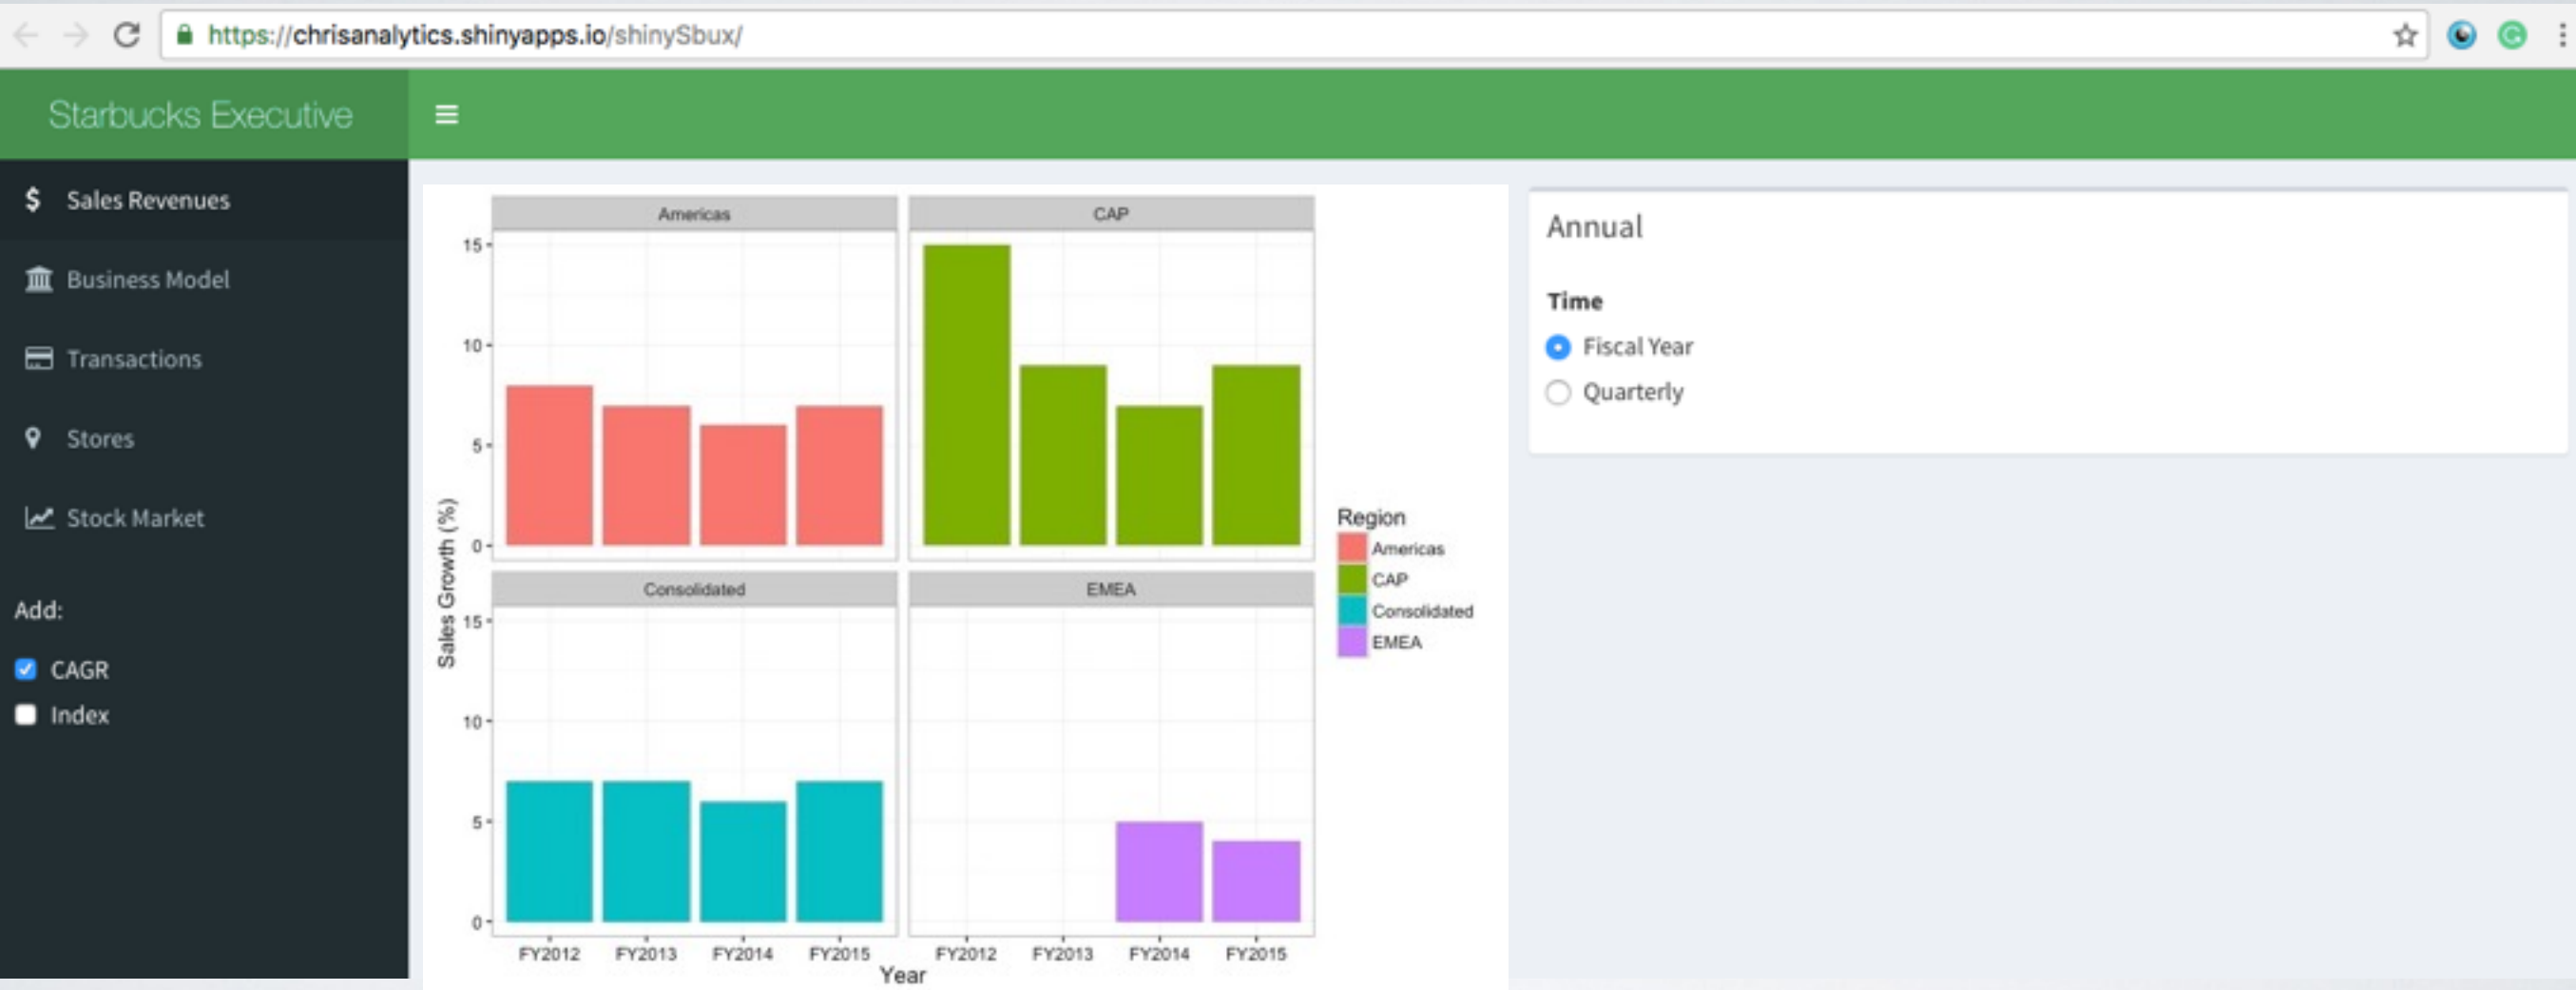 https://chrisanalytics.shinyapps.io/shinySbux/
Starbucks Executive
Sales Revenues
Business Model
Transactions
Stores
Stock Market
Add:
CAGR
Index
Sales Growth (%)
Americas
15
10
5
0
CAP
Consolidated
15
10
5
0
EMEA
FY2012 FY2013 FY2014 FY2015
FY2012 FY2013 FY2014 FY2015
Year
Region
Americas
CAP
Consolidated
EMEA
Annual
Time
Fiscal Year
Quarterly